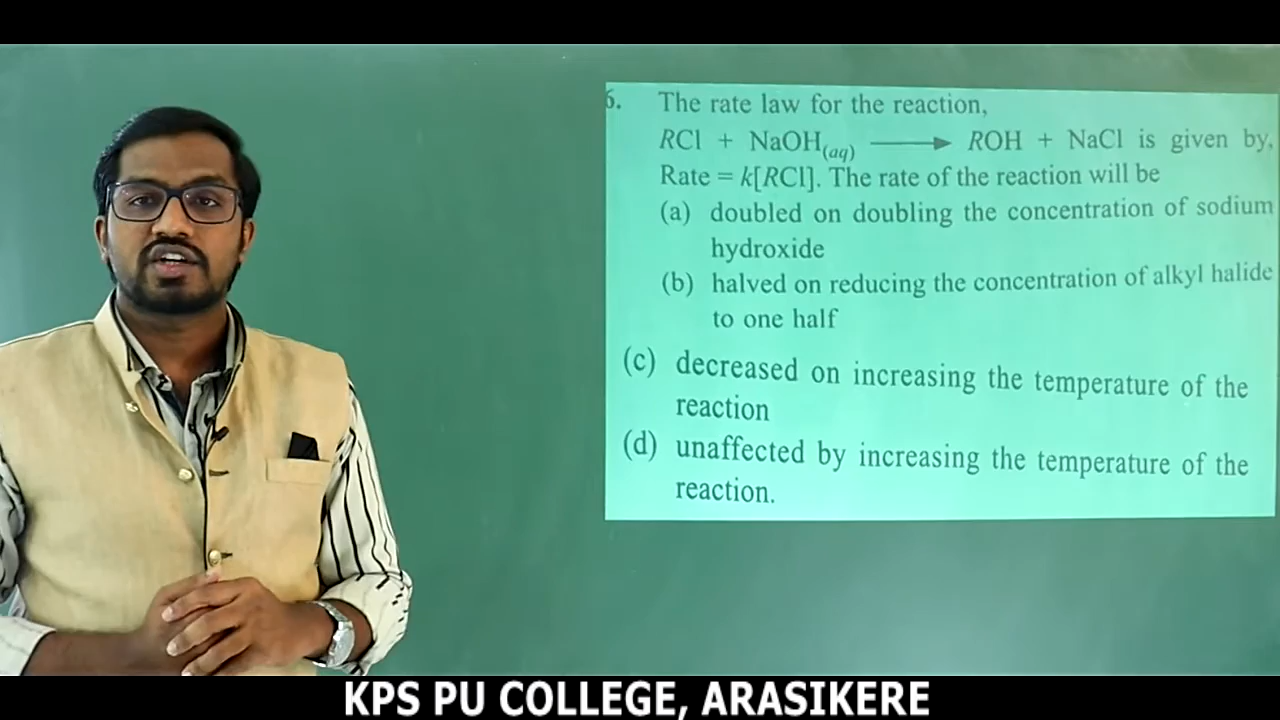 6. The rate law for the reaction,
RCl + NaOH(aq) ⟶ ROH + NaCl is given by,
Rate = k[RCl]. The rate of the reaction will be
(a) doubled on doubling the concentration of sodium
hydroxide
(b) halved on reducing the concentration of alkyl halide
to one half
(c) decreased on increasing the temperature of the
reaction
(d) unaffected by increasing the temperature of the
reaction.
KPS PU COLLEGE, ARASIKERE